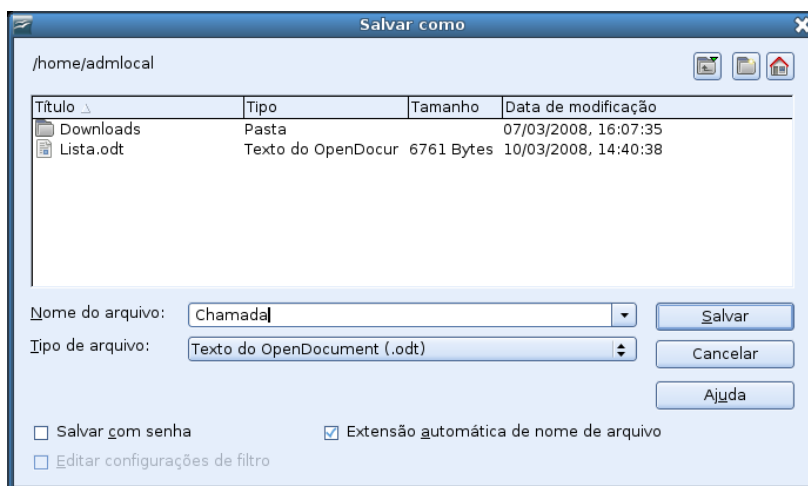 Salvar como
/home/admlocal
Título Tipo Tamanho Data de modificação
Downloads Pasta 07/03/2008, 16:07:35
Lista.odt Texto do OpenDocur 6761 Bytes 10/03/2008, 14:40:38
Nome do arquivo: Chamada Salvar
Tipo de arquivo: Texto do OpenDocument (.odt) Cancelar
Ajuda
Salvar com senha Extensão automática de nome de arquivo
Editar configurações de filtro